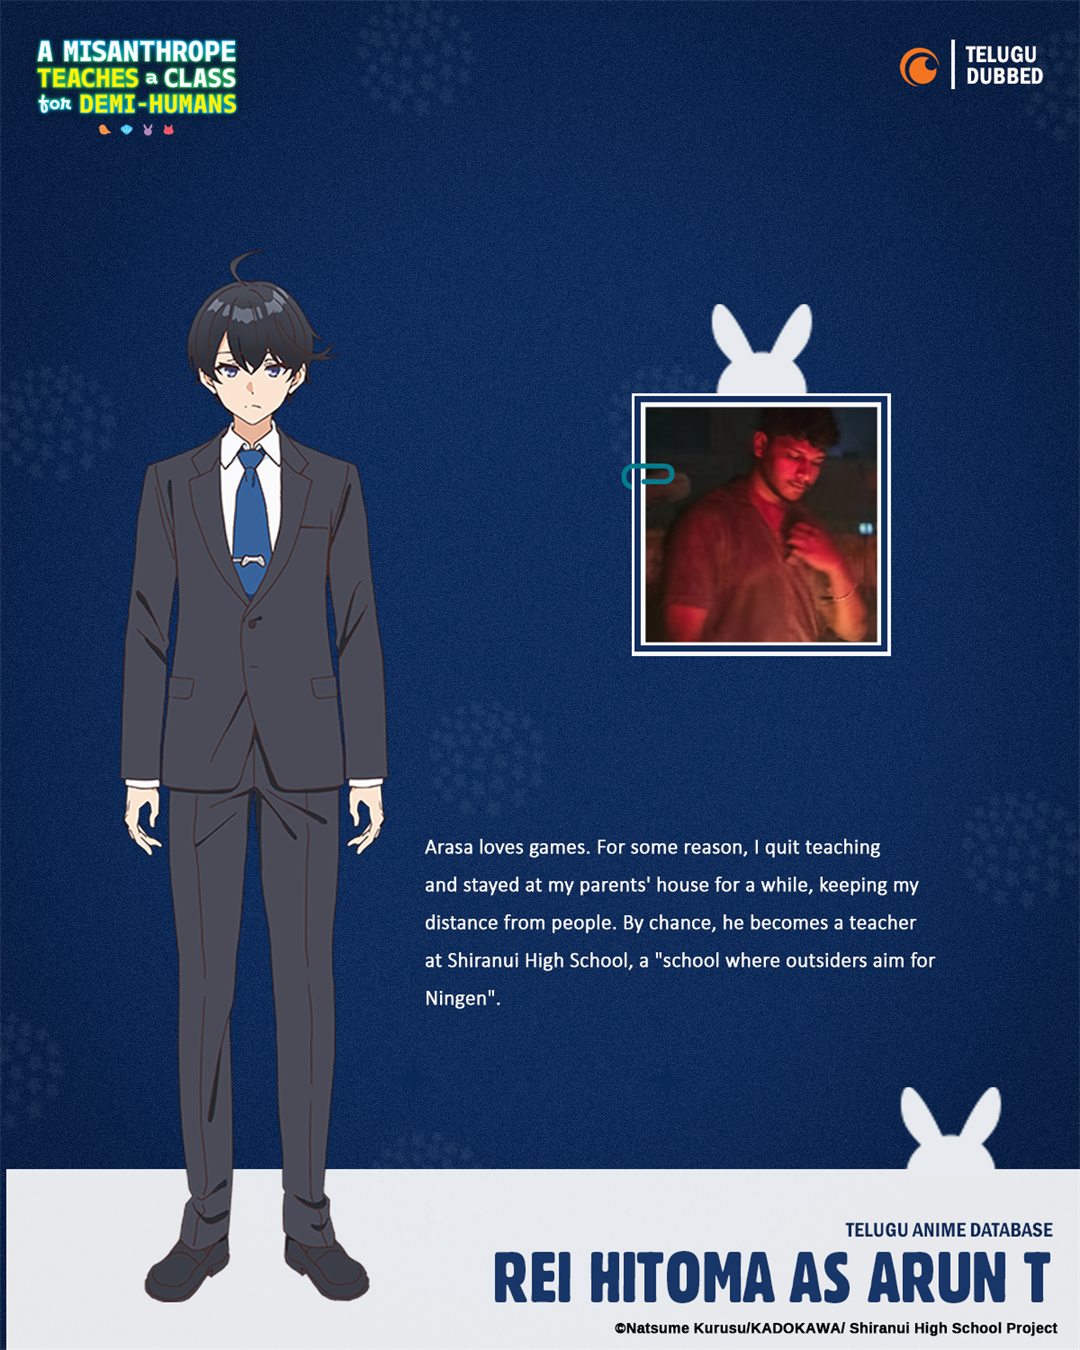 A MISANTHROPE
TEACHES a CLASS
for DEMI-HUMANS
TELUGU
DUBBED
Arasa loves games. For some reason, I quit teaching
and stayed at my parents' house for a while, keeping my
distance from people. By chance, he becomes a teacher
at Shiranui High School, a "school where outsiders aim for
Ningen".
TELUGU ANIME DATABASE
REI HITOMA AS ARUN T
©Natsume Kurusu/KADOKAWA/ Shiranui High School Project